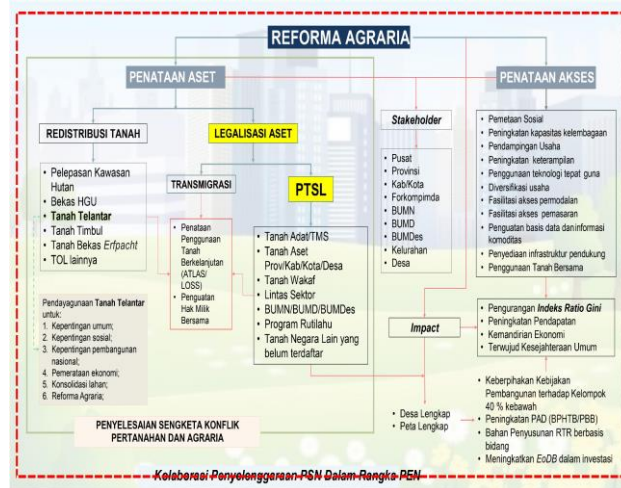 REFORMA AGRARIA
PENATAAN ASET
PENATAAN AKSES
REDISTRIBUSI TANAH
LEGALISASI ASET
Stakeholder
TRANSMIGRASI
PTSL
• Pelepasan Kawasan
Hutan
• Bekas HGU
• Tanah Telantar
• Tanah Timbul
• Tanah Bekas Erfpacht
• TOL lainnya
• Penataan
Penggunaan
Tanah
Berkelanjutan
(ATLAS/
LOSS)
• Penguatan
Hak Milik
Bersama
• Tanah Adat/TMS
• Tanah Aset
Prov/Kab/Kota/Desa
• Tanah Wakaf
• Lintas Sektor
• BUMN/BUMD/BUMDes
• Program Rutilahu
• Tanah Negara Lain yang
belum terdaftar
• Pusat
• Provinsi
• Kab/Kota
• Forkompimda
• BUMN
• BUMD
• BUMDes
• Kelurahan
• Desa
• Pemetaan Sosial
• Peningkatan kapasitas kelembagaan
• Pendampingan Usaha
• Peningkatan keterampilan
• Penggunaan teknologi tepat guna
• Diversifikasi usaha
• Fasilitasi akses permodalan
• Fasilitasi akses pemasaran
• Penguatan basis data dan informasi
komoditas
• Penyediaan infrastruktur pendukung
• Penggunaan Tanah Bersama
Pendayagunaan Tanah Telantar
untuk:
1. Kepentingan umum;
2. Kepentingan sosial;
3. Kepentingan pembangunan
nasional;
4. Pemerataan ekonomi;
5. Konsolidasi lahan;
6. Reforma Agraria;
Impact
• Pengurangan Indeks Ratio Gini
• Peningkatan Pendapatan
• Kemandirian Ekonomi
• Terwujud Kesejahteraan Umum
• Desa Lengkap
• Peta Lengkap
• Keberpihakan Kebijakan
Pembangunan terhadap Kelompok
40 % kebawah
• Peningkatan PAD (BPHTB/PBB)
• Bahan Penyusunan RTR berbasis
bidang
• Meningkatkan EoDB dalam investasi
PENYELESAIAN SENGKETA KONFLIK
PERTANAHAN DAN AGRARIA
Kolaborasi Penyelenggaraan PSN Dalam Rangka PEN